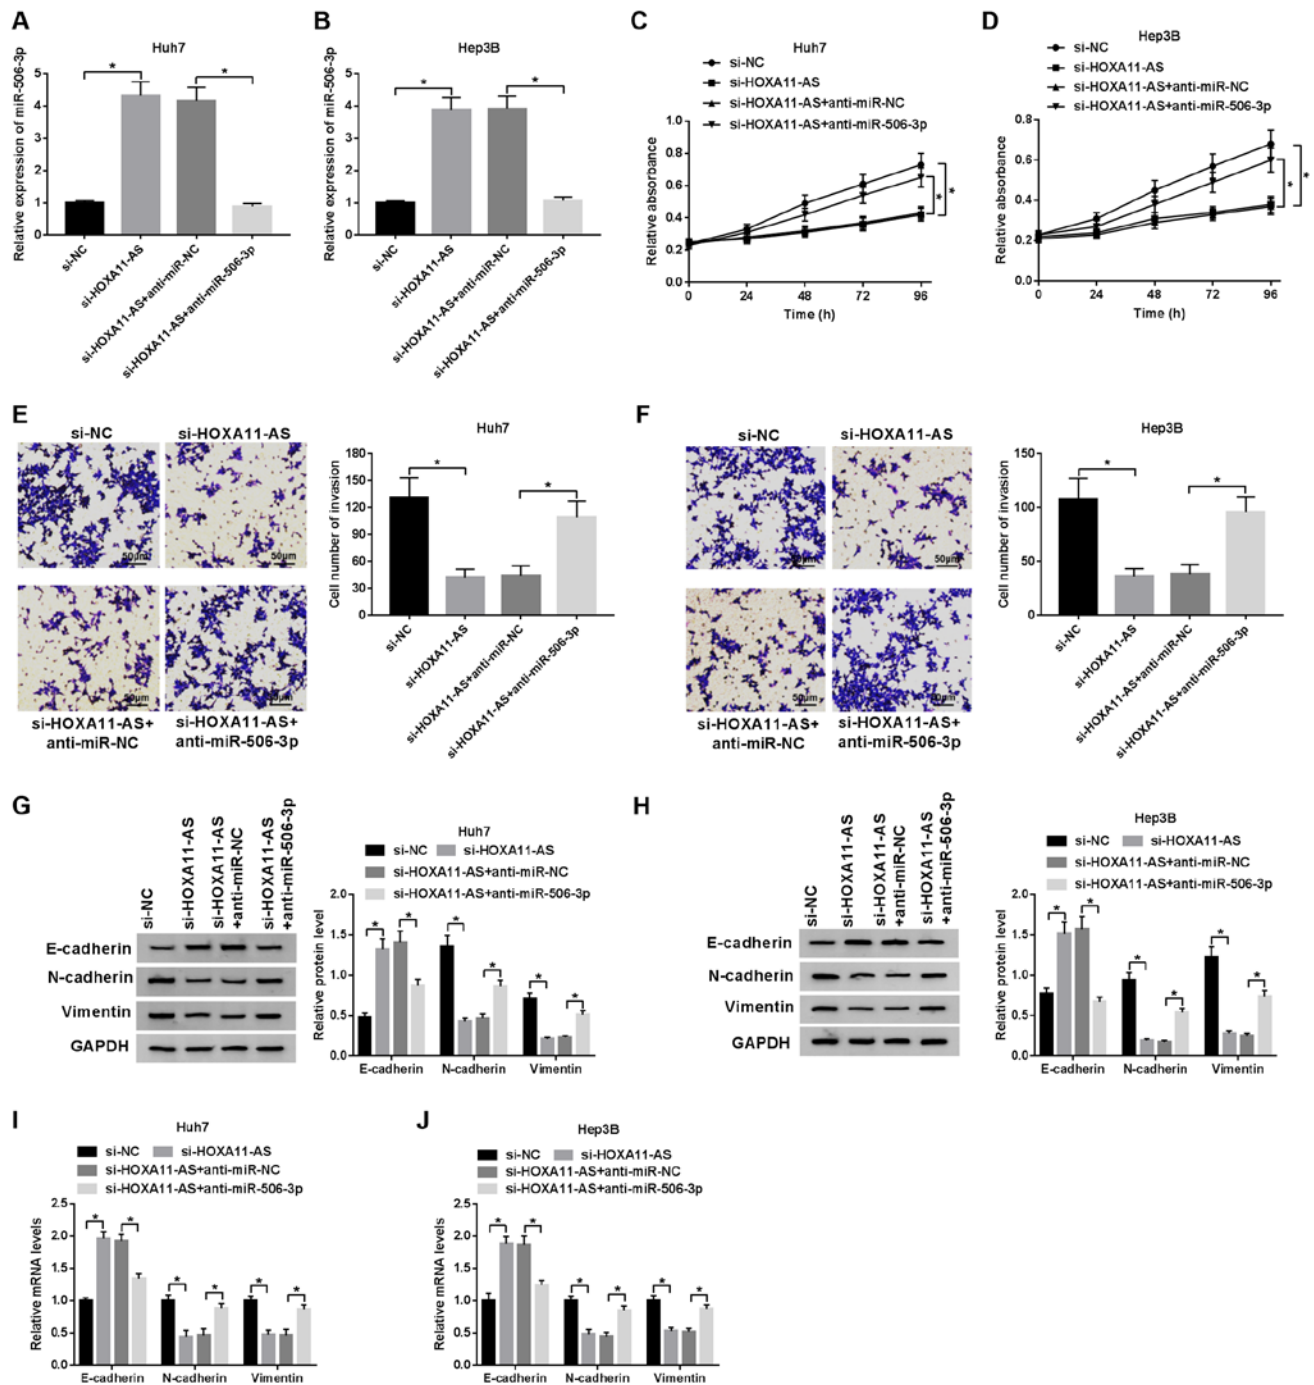 A
Huh7
Relative expression of miR-506-3p
5
4
3
2
1
0
*
*
si-NC
si-HOXA11-AS
si-HOXA11-AS+anti-miR-NC
si-HOXA11-AS+anti-miR-506-3p
B
Hep3B
Relative expression of miR-506-3p
5
4
3
2
1
0
*
*
si-NC
si-HOXA11-AS
si-HOXA11-AS+anti-miR-NC
si-HOXA11-AS+anti-miR-506-3p
C
Huh7
si-NC
si-HOXA11-AS
si-HOXA11-AS+anti-miR-NC
si-HOXA11-AS+anti-miR-506-3p
Relative absorbance
1.0
0.8
0.6
0.4
0.2
0.0
*
*
0 24 48 72 96
Time (h)
D
Hep3B
si-NC
si-HOXA11-AS
si-HOXA11-AS+anti-miR-NC
si-HOXA11-AS+anti-miR-506-3p
Relative absorbance
0.8
0.6
0.4
0.2
0.0
*
*
0 24 48 72 96
Time (h)
E
si-NC
si-HOXA11-AS
50μm
50μm
50μm
50μm
si-HOXA11-AS+
anti-miR-NC
si-HOXA11-AS+
anti-miR-506-3p
Huh7
Cell number of invasion
180
150
120
90
60
30
0
*
*
si-NC
si-HOXA11-AS
si-HOXA11-AS+anti-miR-NC
si-HOXA11-AS+anti-miR-506-3p
F
si-NC
si-HOXA11-AS
50μm
50μm
50μm
50μm
si-HOXA11-AS+
anti-miR-NC
si-HOXA11-AS+
anti-miR-506-3p
Hep3B
Cell number of invasion
150
100
50
0
*
*
si-NC
si-HOXA11-AS
si-HOXA11-AS+anti-miR-NC
si-HOXA11-AS+anti-miR-506-3p
G
si-NC
si-HOXA11-AS
si-HOXA11-AS
+anti-miR-NC
si-HOXA11-AS
+anti-miR-506-3p
E-cadherin
N-cadherin
Vimentin
GAPDH
Huh7
si-NC si-HOXA11-AS
si-HOXA11-AS+anti-miR-NC
si-HOXA11-AS+anti-miR-506-3p
Relative protein level
2.0
1.5
1.0
0.5
0.0
* * * * * *
E-cadherin N-cadherin Vimentin
H
si-NC
si-HOXA11-AS
si-HOXA11-AS
+anti-miR-NC
si-HOXA11-AS
+anti-miR-506-3p
E-cadherin
N-cadherin
Vimentin
GAPDH
Hep3B
si-NC si-HOXA11-AS
si-HOXA11-AS+anti-miR-NC
si-HOXA11-AS+anti-miR-506-3p
Relative protein level
2.0
1.5
1.0
0.5
0.0
* * * * * *
E-cadherin N-cadherin Vimentin
I
Huh7
si-NC si-HOXA11-AS
si-HOXA11-AS+anti-miR-NC
si-HOXA11-AS+anti-miR-506-3p
Relative mRNA levels
2.5
2.0
1.5
1.0
0.5
0.0
* * * * * *
E-cadherin N-cadherin Vimentin
J
Hep3B
si-NC si-HOXA11-AS
si-HOXA11-AS+anti-miR-NC
si-HOXA11-AS+anti-miR-506-3p
Relative mRNA levels
2.5
2.0
1.5
1.0
0.5
0.0
* * * * * *
E-cadherin N-cadherin Vimentin